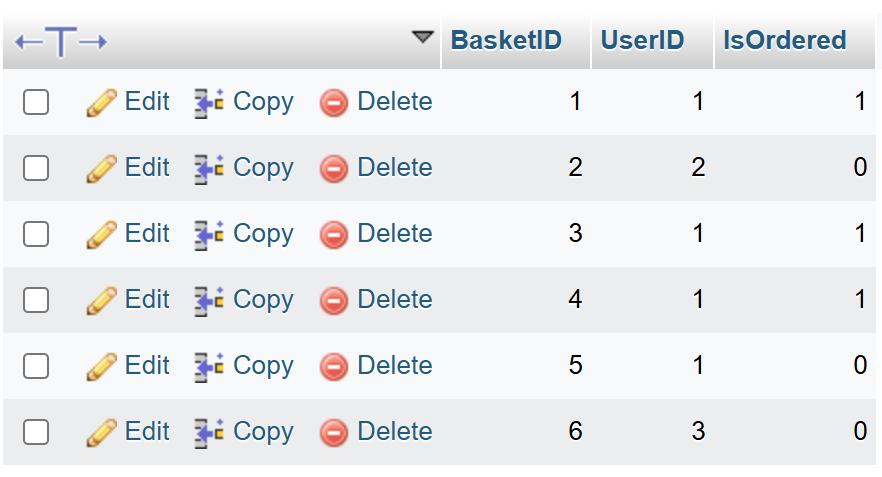 BasketID UserID IsOrdered
Edit Copy Delete 1 1 1
Edit Copy Delete 2 2 0
Edit Copy Delete 3 1 1
Edit Copy Delete 4 1 1
Edit Copy Delete 5 1 0
Edit Copy Delete 6 3 0